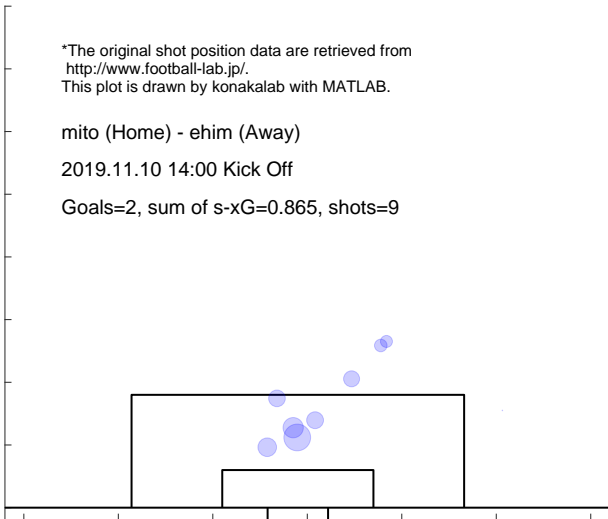 *The original shot position data are retrieved from
http://www.football-lab.jp/.
This plot is drawn by konakalab with MATLAB.
mito (Home) - ehim (Away)
2019.11.10 14:00 Kick Off
Goals=2, sum of s-xG=0.865, shots=9